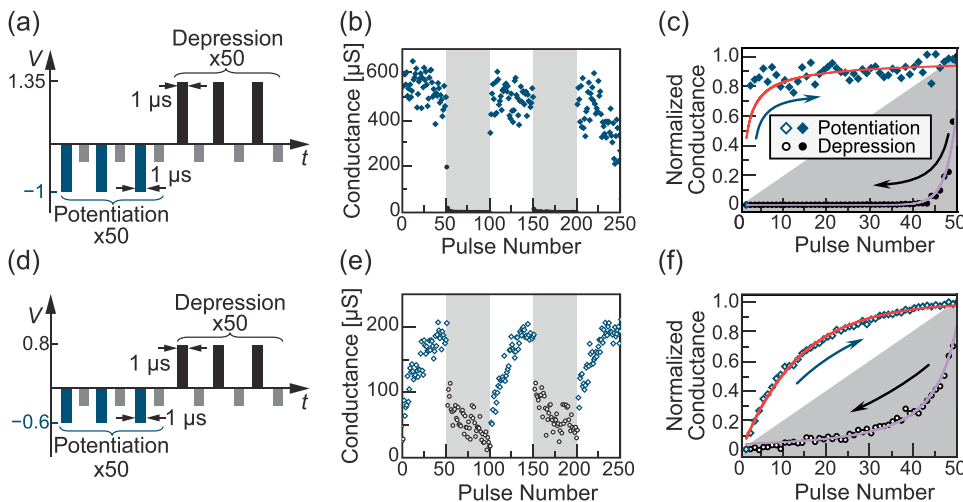 (a)
V
1.35
−1
Depression
x50
1 µs
t
1 µs
Potentiation
x50
(b)
Conductance [µS]
600
400
200
0
0 50 100 150 200 250
Pulse Number
(c)
Normalized
Conductance
1.0
0.8
0.6
0.4
0.2
0
Potentiation
Depression
0 10 20 30 40 50
Pulse Number
(d)
V
0.8
−0.6
Depression
x50
1 µs
t
1 µs
Potentiation
x50
(e)
Conductance [µS]
200
100
0
0 50 100 150 200 250
Pulse Number
(f)
Normalized
Conductance
1.0
0.8
0.6
0.4
0.2
0
0 10 20 30 40 50
Pulse Number